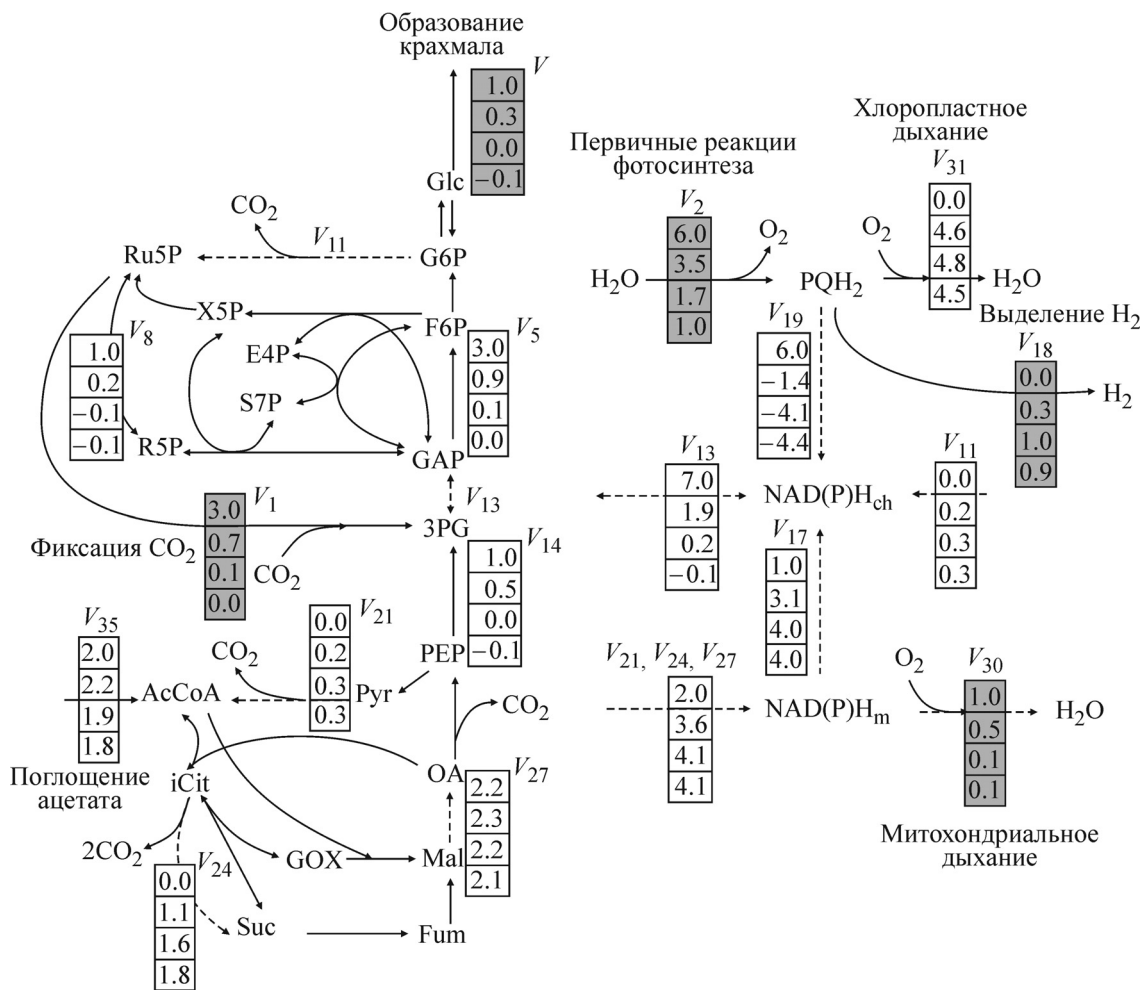 Образование
крахмала
V
1.0
0.3
0.0
−0.1
Glc
CO2
V11
Ru5P
G6P
X5P
F6P
V8
1.0
0.2
−0.1
−0.1
E4P
S7P
R5P
GAP
V5
3.0
0.9
0.1
0.0
V13
V1
3.0
0.7
0.1
0.0
Фиксация CO2
CO2
3PG
V14
1.0
0.5
0.0
−0.1
V35
2.0
2.2
1.9
1.8
CO2
V21
0.0
0.2
0.3
0.3
PEP
AcCoA
Pyr
CO2
Поглощение
ацетата
iCit
OA
V27
2.2
2.3
2.2
2.1
2CO2
V24
0.0
1.1
1.6
1.8
GOX
Mal
Suc
Fum
Первичные реакции
фотосинтеза
V2
6.0
3.5
1.7
1.0
H2O
O2
PQH2
Хлоропластное
дыхание
V31
0.0
4.6
4.8
4.5
O2
H2O
V19
6.0
−1.4
−4.1
−4.4
Выделение H2
V18
0.0
0.3
1.0
0.9
H2
V13
7.0
1.9
0.2
−0.1
NAD(P)Hch
V11
0.0
0.2
0.3
0.3
V17
1.0
3.1
4.0
4.0
V21, V24, V27
2.0
3.6
4.1
4.1
NAD(P)Hm
O2
V30
1.0
0.5
0.1
0.1
H2O
Митохондриальное
дыхание